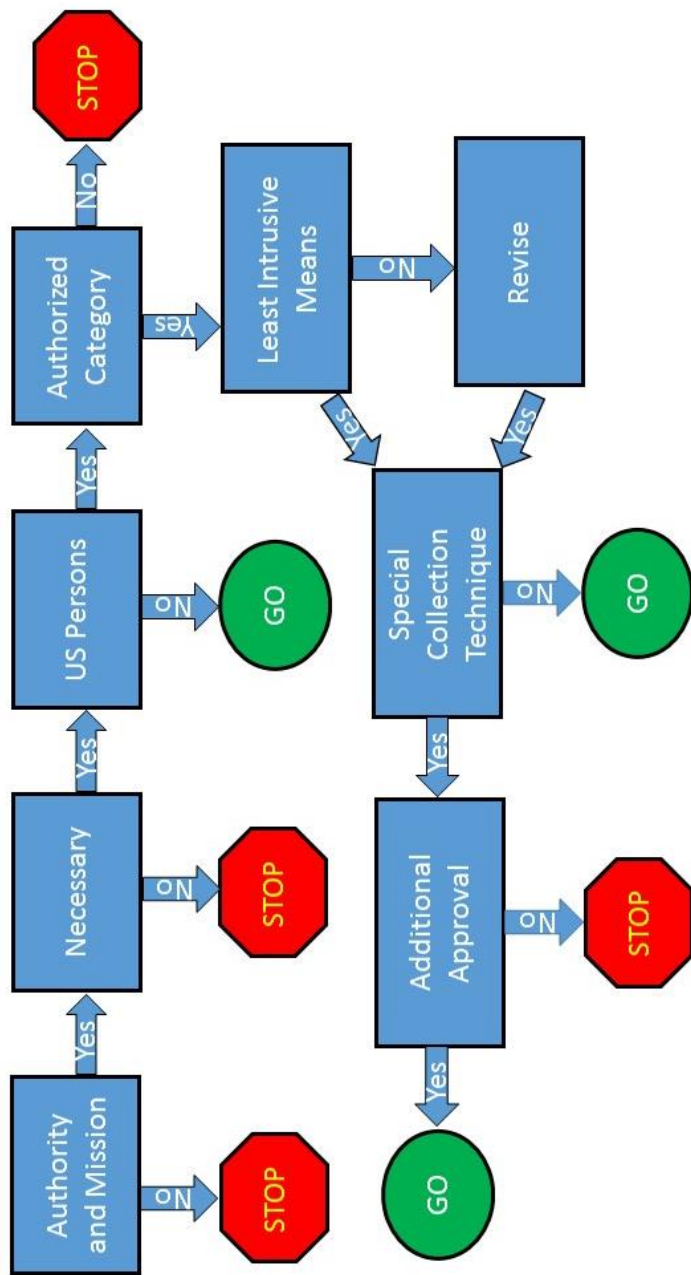 Authority
and Mission
Yes
Necessary
Yes
US Persons
Yes
Authorized
Category
No
STOP
No
STOP
No
STOP
No
GO
Yes
Least Intrusive
Means
Yes
No
Revise
Yes
Special
Collection
Technique
Yes
Additional
Approval
Yes
GO
No
STOP
No
GO